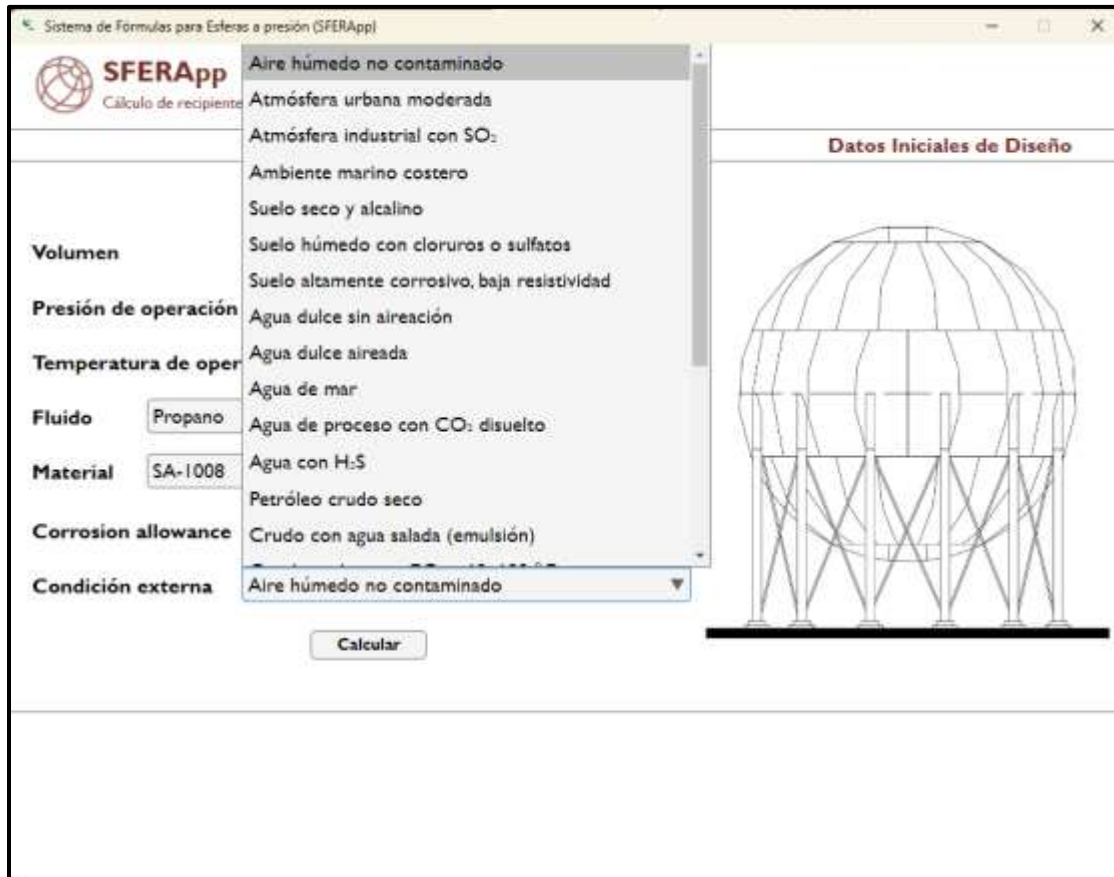 Sistema de Fórmulas para Esferas a presión (SFERApp)
SFERApp
Cálculo de recipiente
Datos Iniciales de Diseño
Aire húmedo no contaminado
Atmósfera urbana moderada
Atmósfera industrial con SO₂
Ambiente marino costero
Suelo seco y alcalino
Suelo húmedo con cloruros o sulfatos
Suelo altamente corrosivo, baja resistividad
Agua dulce sin aireación
Agua dulce aireada
Agua de mar
Agua de proceso con CO₂ disuelto
Agua con H₂S
Petróleo crudo seco
Crudo con agua salada (emulsión)
Volumen
Presión de operación
Temperatura de oper
Fluido Propano
Material SA-1008
Corrosion allowance
Condición externa Aire húmedo no contaminado
Calcular